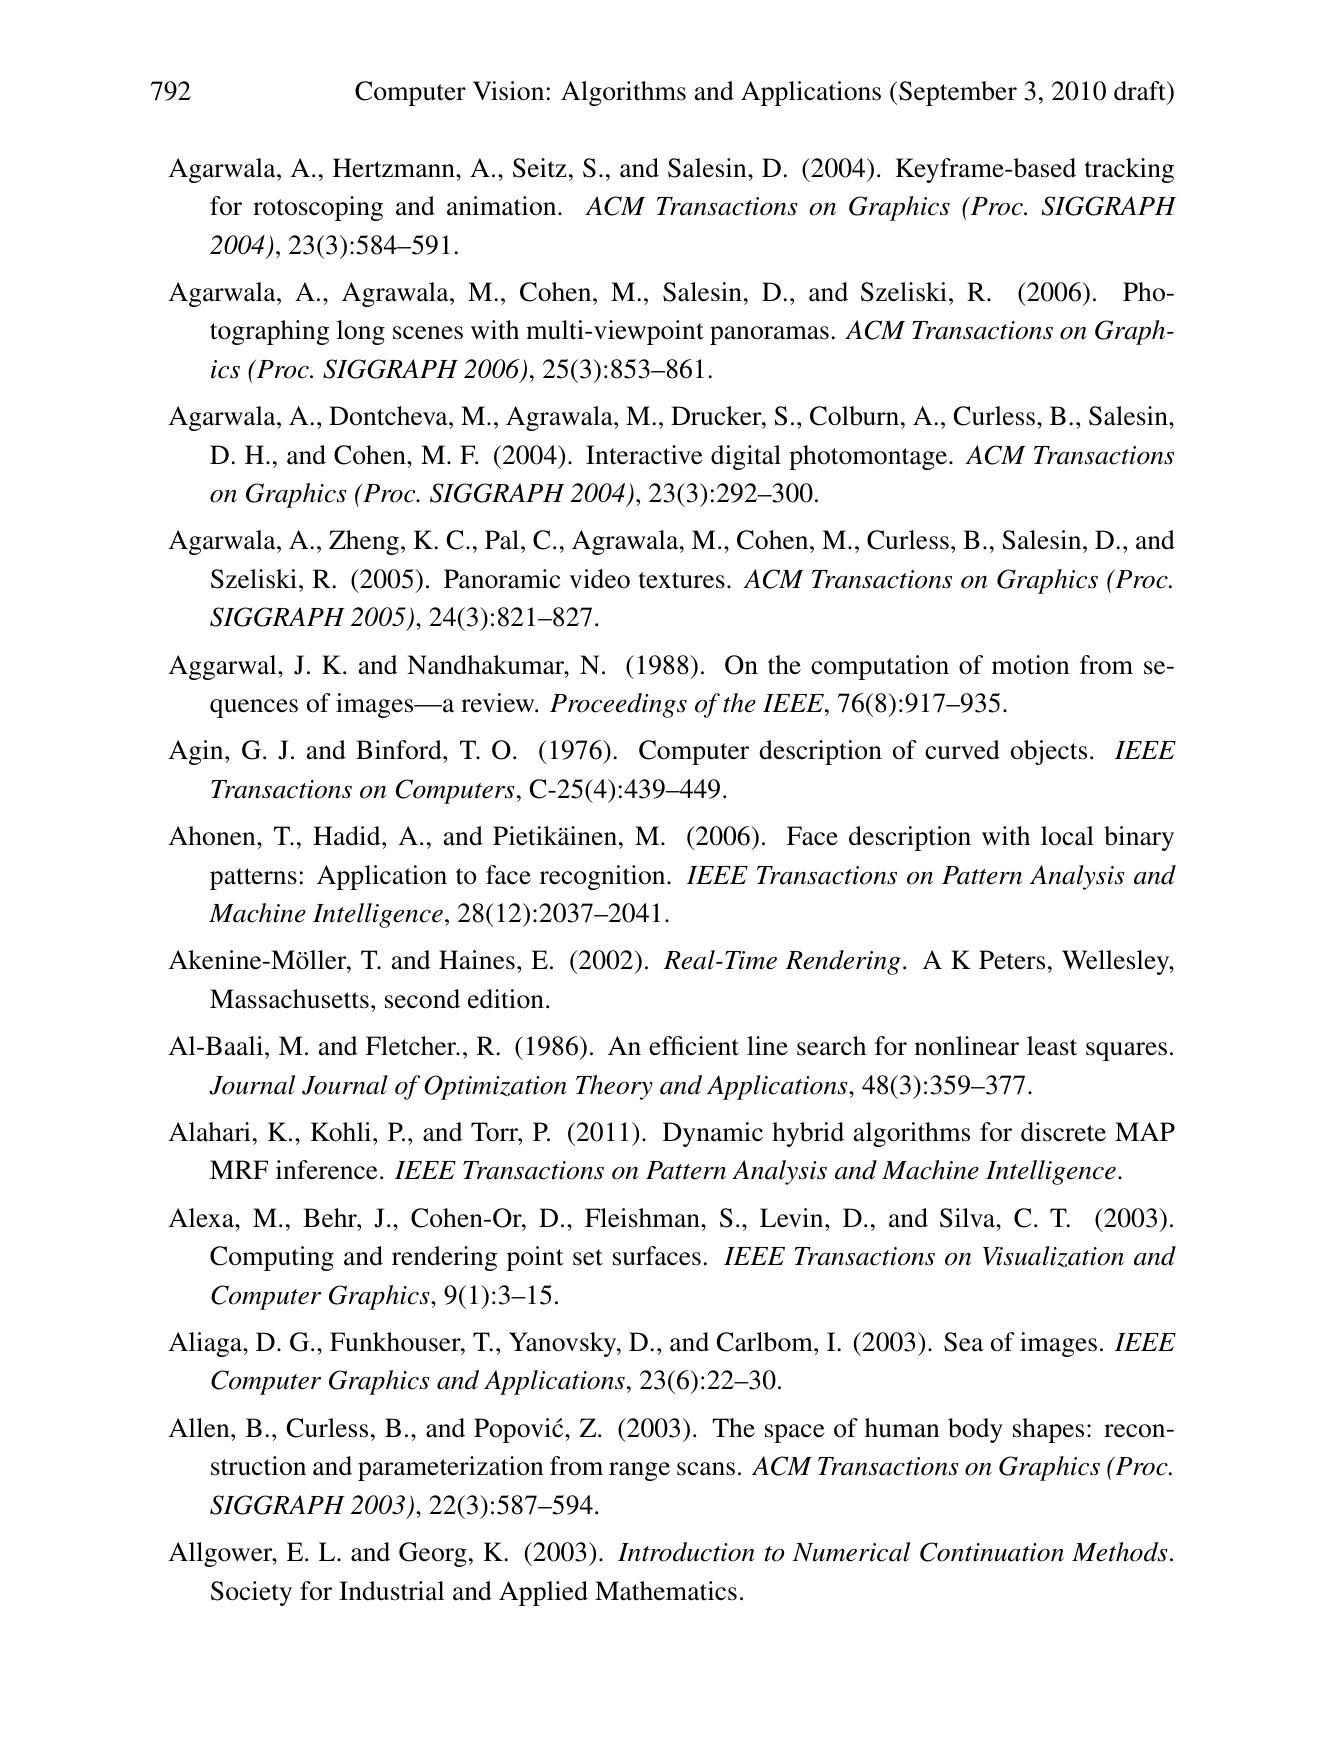 792 Computer Vision: Algorithms and Applications (September 3, 2010 draft)
Agarwala, A., Hertzmann, A., Seitz, S., and Salesin, D. (2004). Keyframe-based tracking
for rotoscoping and animation. ACM Transactions on Graphics (Proc. SIGGRAPH
2004), 23(3):584–591.
Agarwala, A., Agrawala, M., Cohen, M., Salesin, D., and Szeliski, R. (2006). Pho-
tographing long scenes with multi-viewpoint panoramas. ACM Transactions on Graph-
ics (Proc. SIGGRAPH 2006), 25(3):853–861.
Agarwala, A., Dontcheva, M., Agrawala, M., Drucker, S., Colburn, A., Curless, B., Salesin,
D. H., and Cohen, M. F. (2004). Interactive digital photomontage. ACM Transactions
on Graphics (Proc. SIGGRAPH 2004), 23(3):292–300.
Agarwala, A., Zheng, K. C., Pal, C., Agrawala, M., Cohen, M., Curless, B., Salesin, D., and
Szeliski, R. (2005). Panoramic video textures. ACM Transactions on Graphics (Proc.
SIGGRAPH 2005), 24(3):821–827.
Aggarwal, J. K. and Nandhakumar, N. (1988). On the computation of motion from se-
quences of images—a review. Proceedings of the IEEE, 76(8):917–935.
Agin, G. J. and Binford, T. O. (1976). Computer description of curved objects. IEEE
Transactions on Computers, C-25(4):439–449.
Ahonen, T., Hadid, A., and Pietikäinen, M. (2006). Face description with local binary
patterns: Application to face recognition. IEEE Transactions on Pattern Analysis and
Machine Intelligence, 28(12):2037–2041.
Akenine-Möller, T. and Haines, E. (2002). Real-Time Rendering. A K Peters, Wellesley,
Massachusetts, second edition.
Al-Baali, M. and Fletcher., R. (1986). An efficient line search for nonlinear least squares.
Journal Journal of Optimization Theory and Applications, 48(3):359–377.
Alahari, K., Kohli, P., and Torr, P. (2011). Dynamic hybrid algorithms for discrete MAP
MRF inference. IEEE Transactions on Pattern Analysis and Machine Intelligence.
Alexa, M., Behr, J., Cohen-Or, D., Fleishman, S., Levin, D., and Silva, C. T. (2003).
Computing and rendering point set surfaces. IEEE Transactions on Visualization and
Computer Graphics, 9(1):3–15.
Aliaga, D. G., Funkhouser, T., Yanovsky, D., and Carlbom, I. (2003). Sea of images. IEEE
Computer Graphics and Applications, 23(6):22–30.
Allen, B., Curless, B., and Popović, Z. (2003). The space of human body shapes: recon-
struction and parameterization from range scans. ACM Transactions on Graphics (Proc.
SIGGRAPH 2003), 22(3):587–594.
Allgower, E. L. and Georg, K. (2003). Introduction to Numerical Continuation Methods.
Society for Industrial and Applied Mathematics.